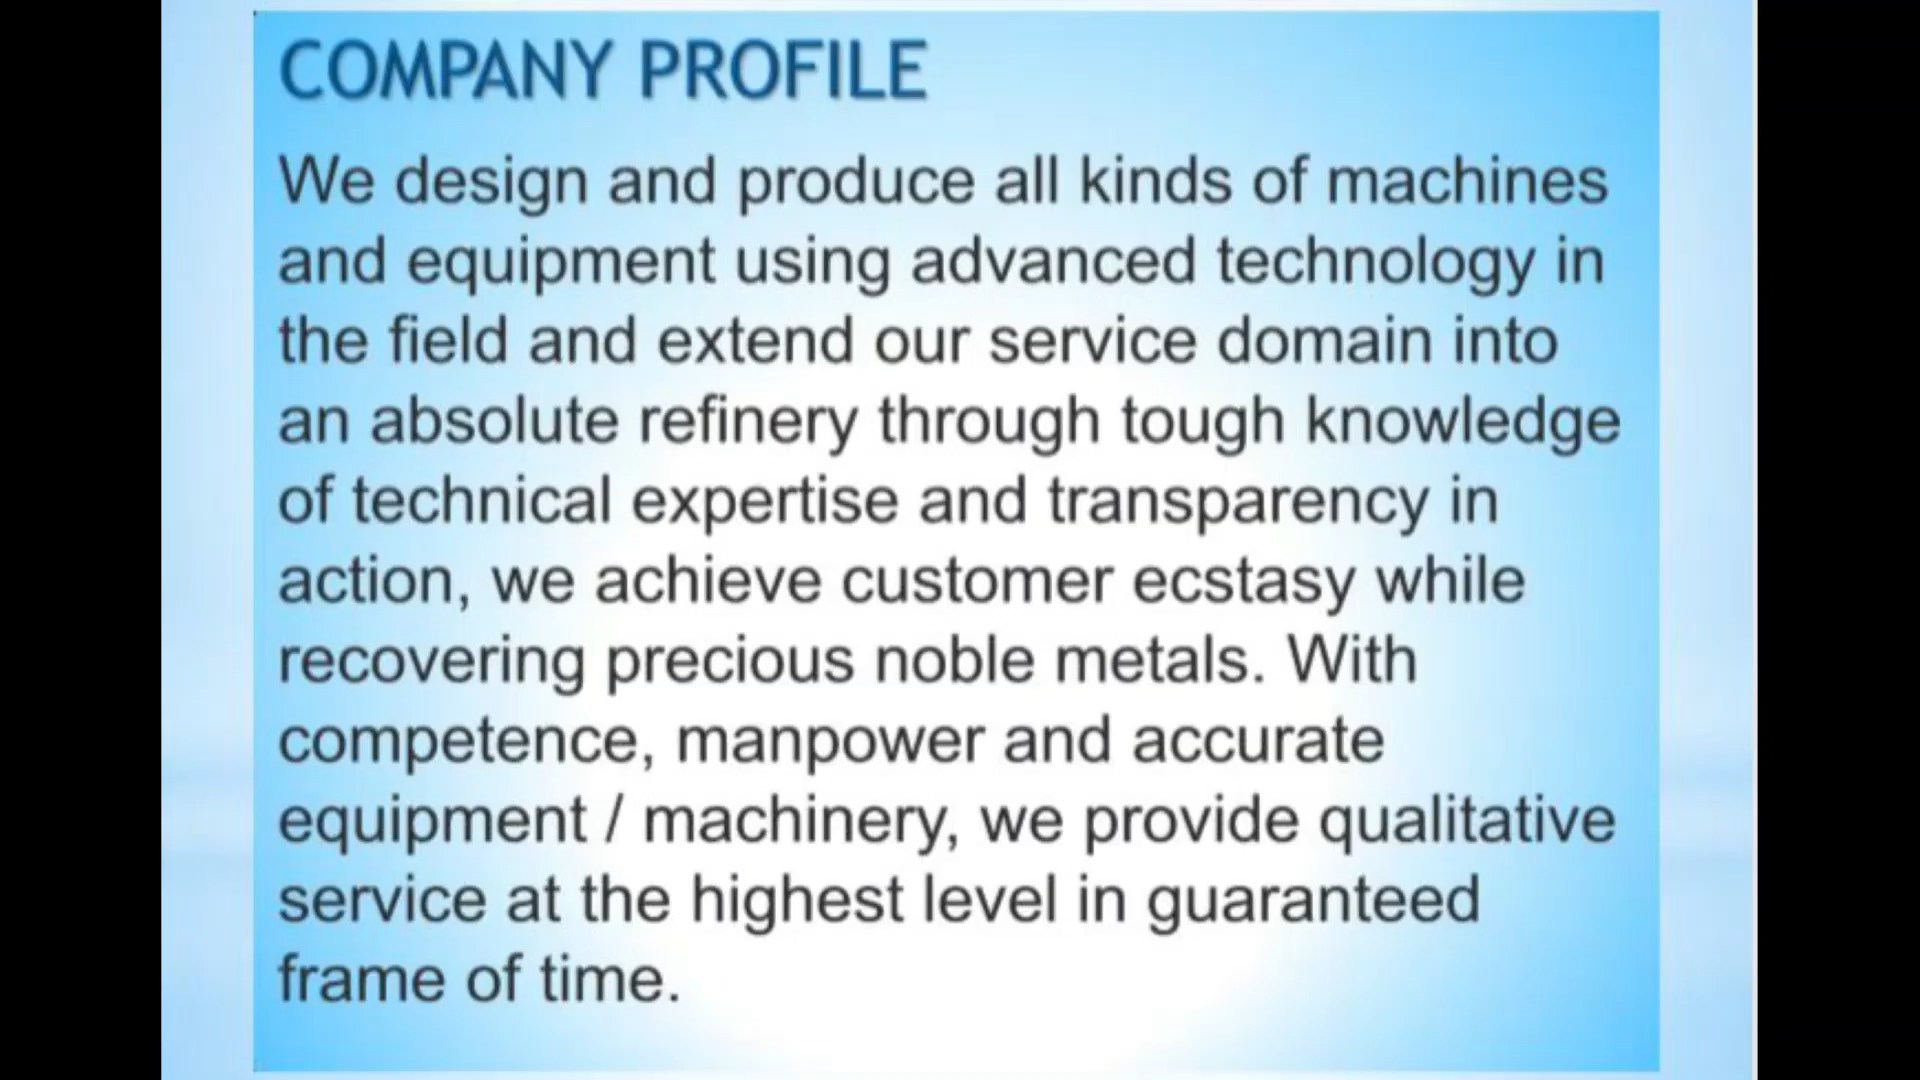 COMPANY PROFILE
We design and produce all kinds of machines
and equipment using advanced technology in
the field and extend our service domain into
an absolute refinery through tough knowledge
of technical expertise and transparency in
action, we achieve customer ecstasy while
recovering precious noble metals. With
competence, manpower and accurate
equipment / machinery, we provide qualitative
service at the highest level in guaranteed
frame of time.